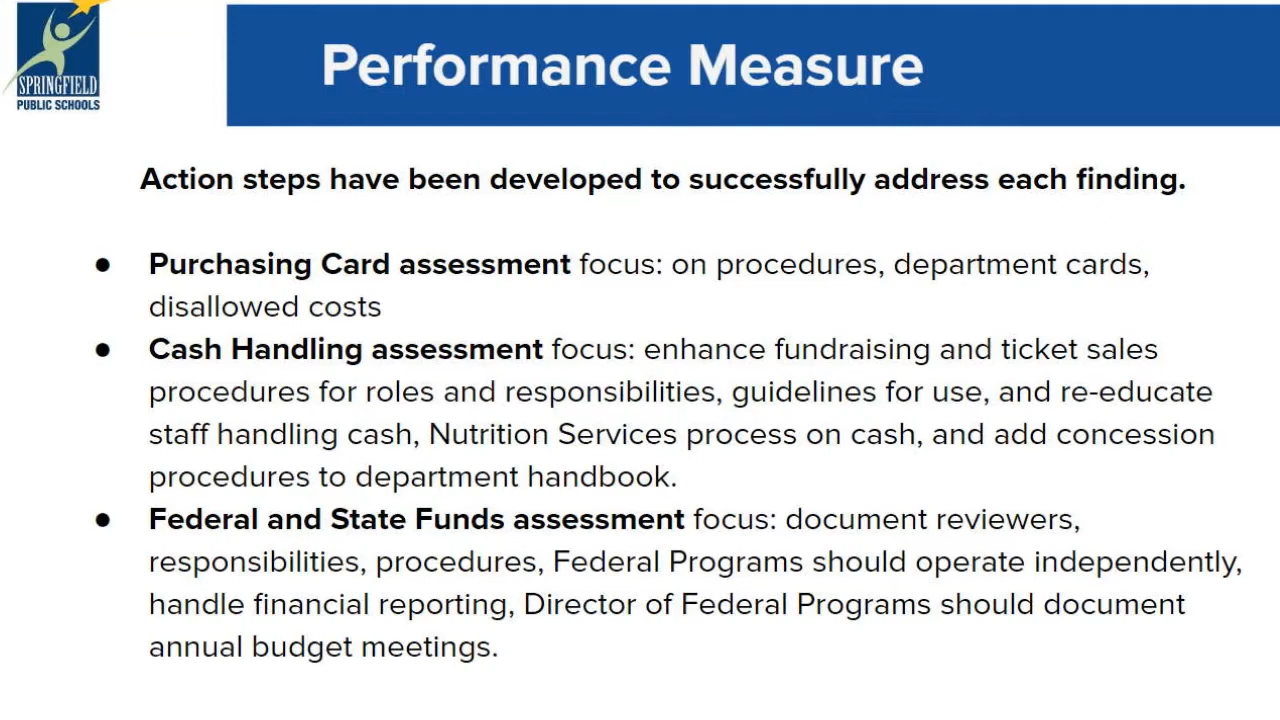 SPRINGFIELD
PUBLIC SCHOOLS
Performance Measure
Action steps have been developed to successfully address each finding.
● Purchasing Card assessment focus: on procedures, department cards,
disallowed costs
● Cash Handling assessment focus: enhance fundraising and ticket sales
procedures for roles and responsibilities, guidelines for use, and re-educate
staff handling cash, Nutrition Services process on cash, and add concession
procedures to department handbook.
● Federal and State Funds assessment focus: document reviewers,
responsibilities, procedures, Federal Programs should operate independently,
handle financial reporting, Director of Federal Programs should document
annual budget meetings.